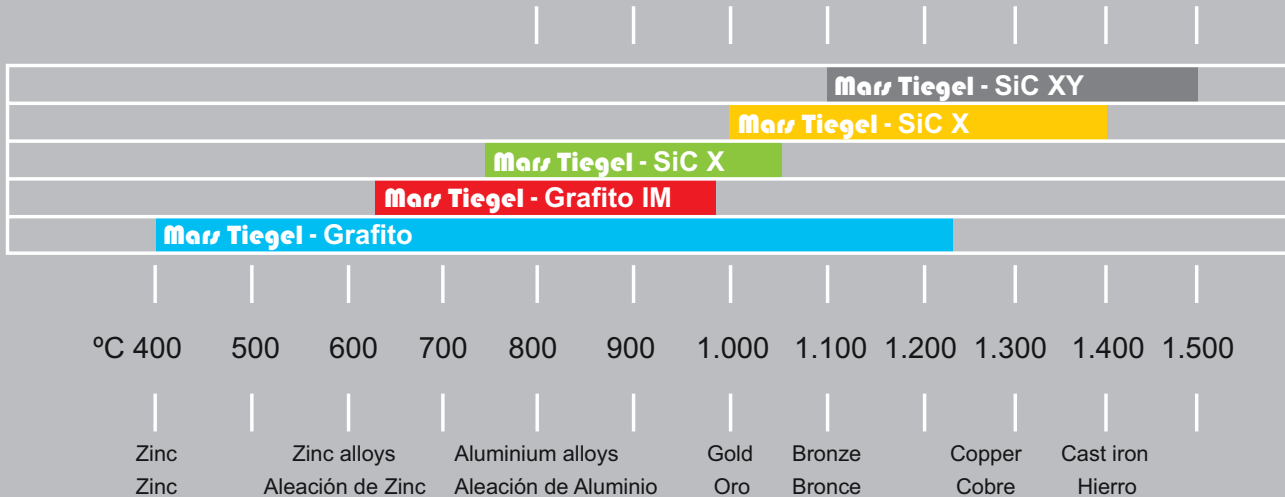 Mars Tiegel - SiC XY
Mars Tiegel - SiC X
Mars Tiegel - SiC X
Mars Tiegel - Grafito IM
Mars Tiegel - Grafito
ºC 400 500 600 700 800 900 1.000 1.100 1.200 1.300 1.400 1.500
Zinc Zinc alloys Aluminium alloys Gold Bronze Copper Cast iron
Zinc Aleación de Zinc Aleación de Aluminio Oro Bronce Cobre Hierro